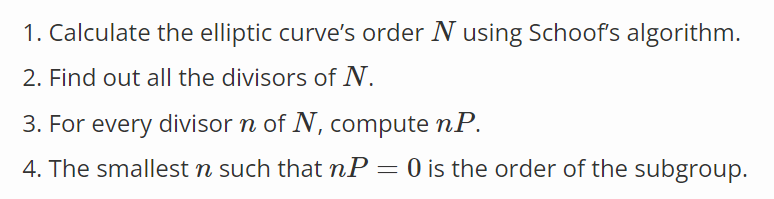 1. Calculate the elliptic curve’s order N using Schoof’s algorithm.
2. Find out all the divisors of N.
3. For every divisor n of N, compute nP.
4. The smallest n such that nP = 0 is the order of the subgroup.